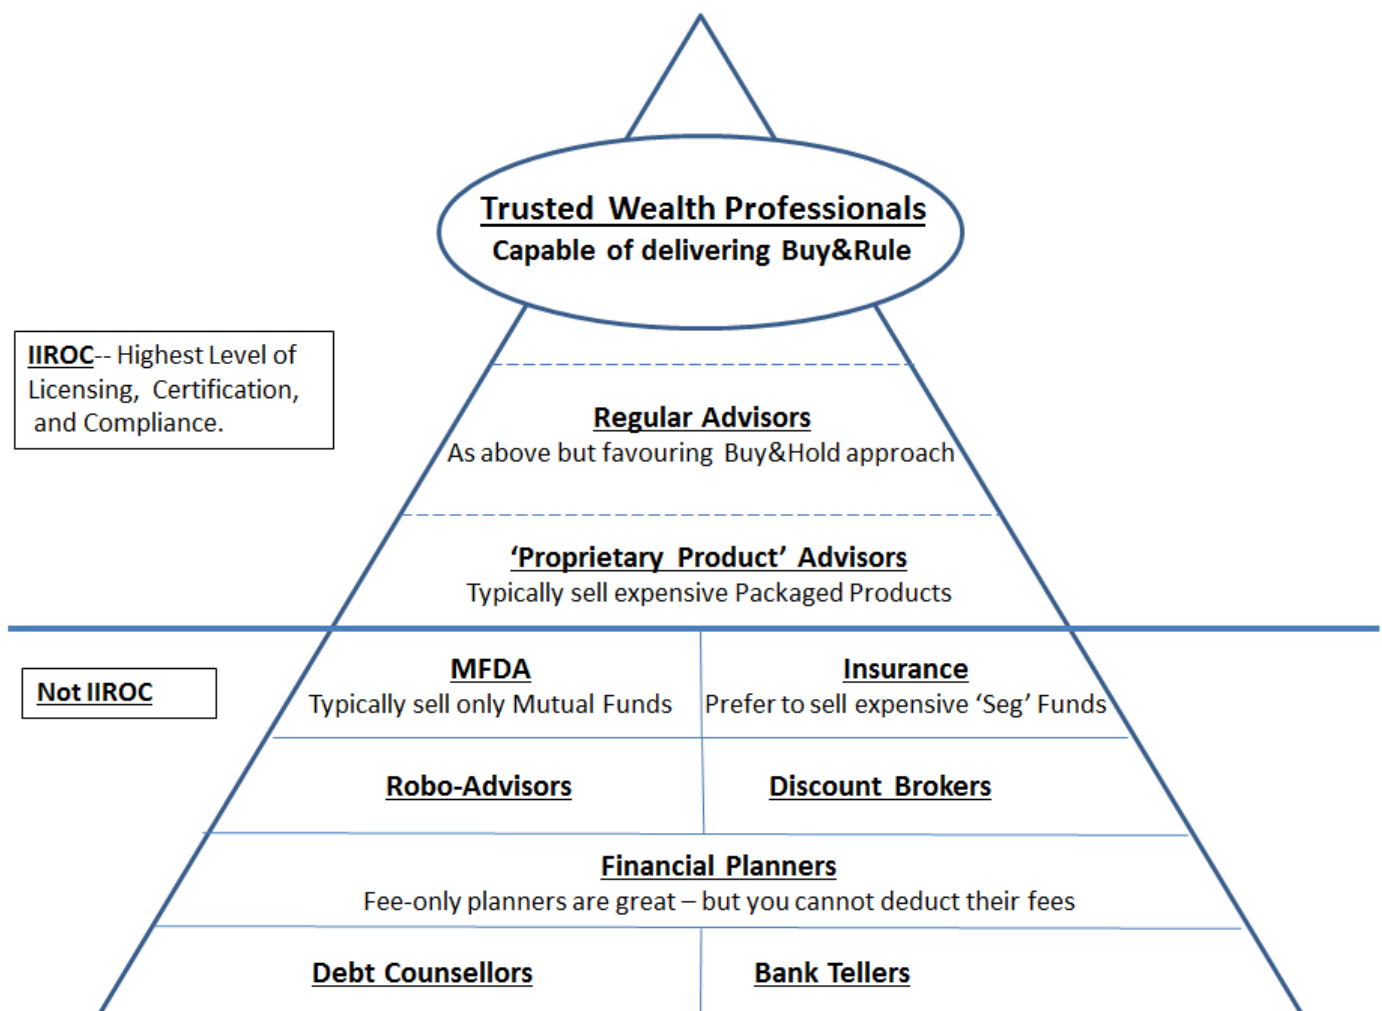 Trusted Wealth Professionals
Capable of delivering Buy&Rule
IIROC-- Highest Level of
Licensing, Certification,
and Compliance.
Regular Advisors
As above but favouring Buy&Hold approach
‘Proprietary Product’ Advisors
Typically sell expensive Packaged Products
Not IIROC
MFDA
Typically sell only Mutual Funds
Insurance
Prefer to sell expensive ‘Seg’ Funds
Robo-Advisors
Discount Brokers
Financial Planners
Fee-only planners are great – but you cannot deduct their fees
Debt Counsellors
Bank Tellers